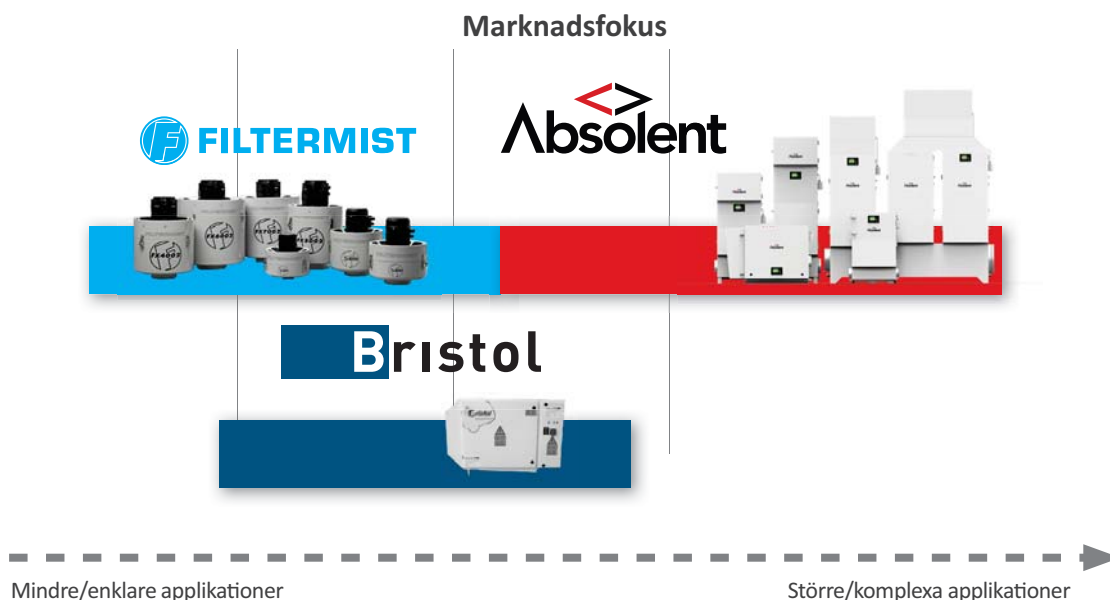 Marknadsfokus
FILTERMIST
Absolent
Bristol
Mindre/enklare applikationer
Större/komplexa applikationer